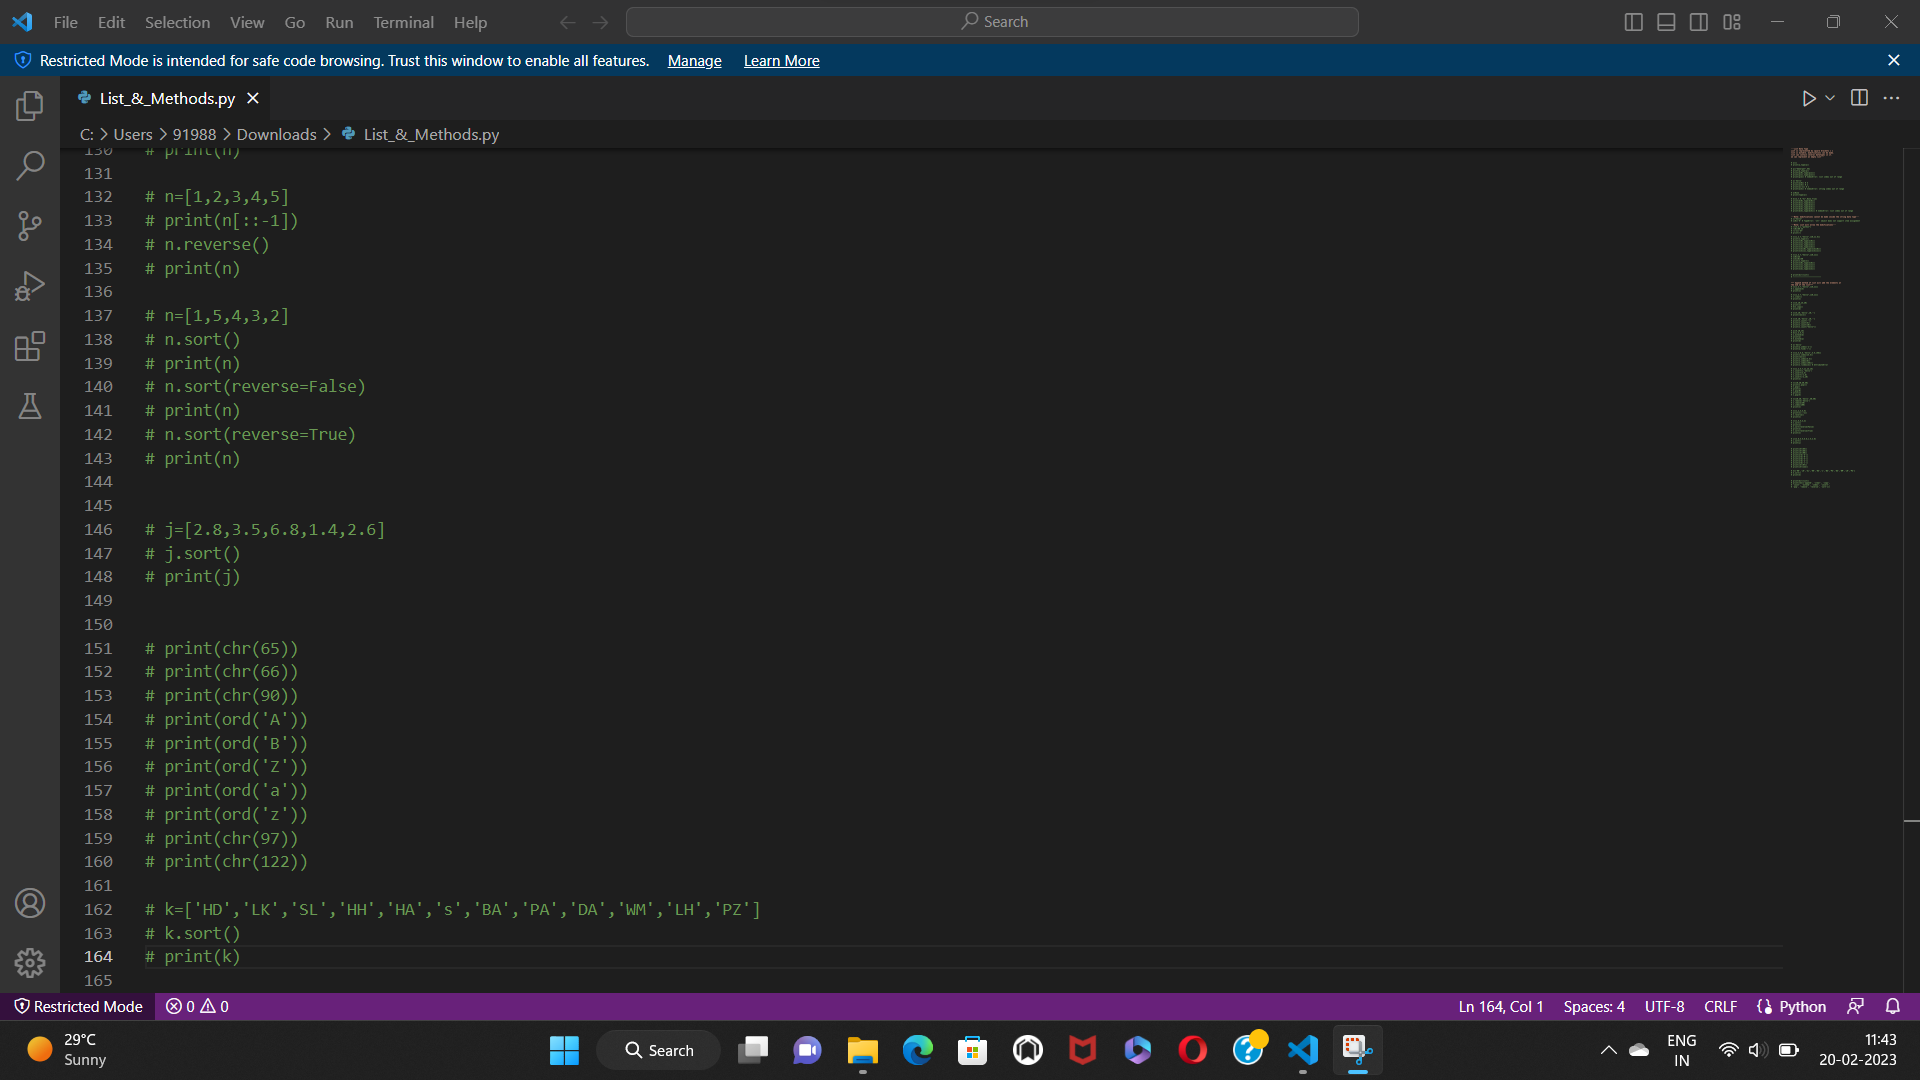 File Edit Selection View Go Run Terminal Help Search
Restricted Mode is intended for safe code browsing. Trust this window to enable all features. Manage Learn More
List_&_Methods.py
C: > Users > 91988 > Downloads > List_&_Methods.py
130 # print(n)
131
132 # n=[1,2,3,4,5]
133 # print(n[::-1])
134 # n.reverse()
135 # print(n)
136
137 # n=[1,5,4,3,2]
138 # n.sort()
139 # print(n)
140 # n.sort(reverse=False)
141 # print(n)
142 # n.sort(reverse=True)
143 # print(n)
144
145
146 # j=[2.8,3.5,6.8,1.4,2.6]
147 # j.sort()
148 # print(j)
149
150
151 # print(chr(65))
152 # print(chr(66))
153 # print(chr(90))
154 # print(ord('A'))
155 # print(ord('B'))
156 # print(ord('Z'))
157 # print(ord('a'))
158 # print(ord('z'))
159 # print(chr(97))
160 # print(chr(122))
161
162 # k=['HD','LK','SL','HH','HA','s','BA','PA','DA','WM','LH','PZ']
163 # k.sort()
164 # print(k)
165
Restricted Mode 0 0 Ln 164, Col 1 Spaces: 4 UTF-8 CRLF Python
29°C
Sunny
Search
ENG
IN
11:43
20-02-2023